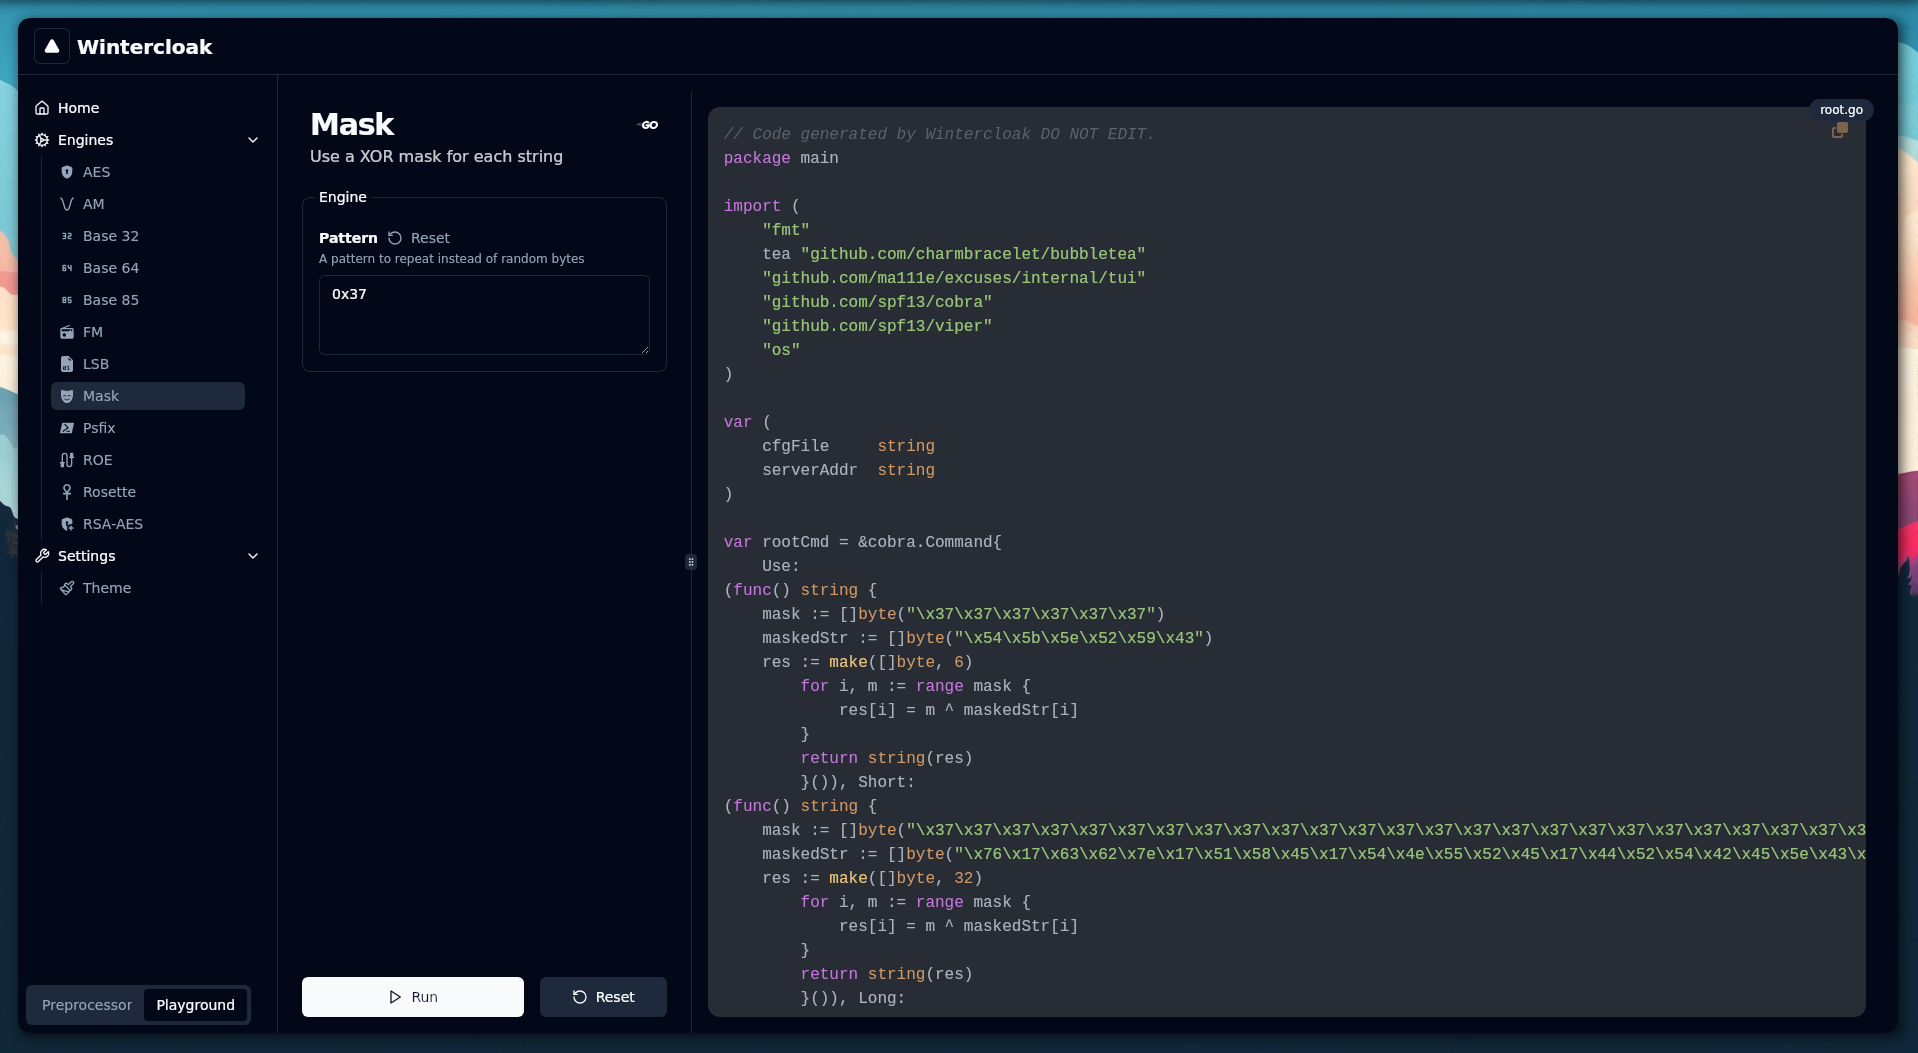 Wintercloak
Home
Engines
AES
AM
32 Base 32
64 Base 64
85 Base 85
FM
LSB
Mask
Psfix
ROE
Rosette
RSA-AES
Settings
Theme
Preprocessor Playground
Mask
GO
Use a XOR mask for each string
Engine
Pattern Reset
A pattern to repeat instead of random bytes
0x37
Run Reset
root.go
// Code generated by Wintercloak DO NOT EDIT.
package main
import (
"fmt"
tea "github.com/charmbracelet/bubbletea"
"github.com/ma111e/excuses/internal/tui"
"github.com/spf13/cobra"
"github.com/spf13/viper"
"os"
)
var (
cfgFile string
serverAddr string
)
var rootCmd = &cobra.Command{
Use:
(func() string {
mask := []byte("\x37\x37\x37\x37\x37\x37")
maskedStr := []byte("\x54\x5b\x5e\x52\x59\x43")
res := make([]byte, 6)
for i, m := range mask {
res[i] = m ^ maskedStr[i]
}
return string(res)
}()), Short:
(func() string {
mask := []byte("\x37\x37\x37\x37\x37\x37\x37\x37\x37\x37\x37\x37\x37\x37\x37\x37\x37\x37\x37\x37\x37\x37\x37\x37\x3
maskedStr := []byte("\x76\x17\x63\x62\x7e\x17\x51\x58\x45\x17\x54\x4e\x55\x52\x45\x17\x44\x52\x54\x42\x45\x5e\x43\x
res := make([]byte, 32)
for i, m := range mask {
res[i] = m ^ maskedStr[i]
}
return string(res)
}()), Long: